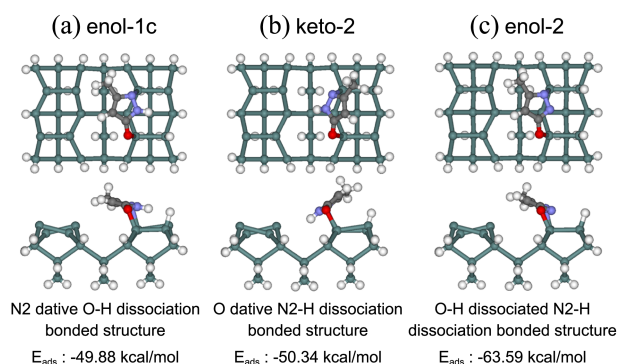 (a) enol-1c
(b) keto-2
(c) enol-2
N2 dative O-H dissociation
bonded structure
E_ads : -49.88 kcal/mol
O dative N2-H dissociation
bonded structure
E_ads : -50.34 kcal/mol
O-H dissociated N2-H
dissociation bonded structure
E_ads : -63.59 kcal/mol